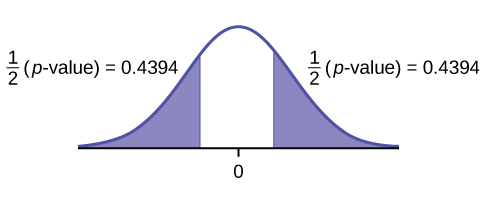 1/2 (p-value) = 0.4394
1/2 (p-value) = 0.4394
0